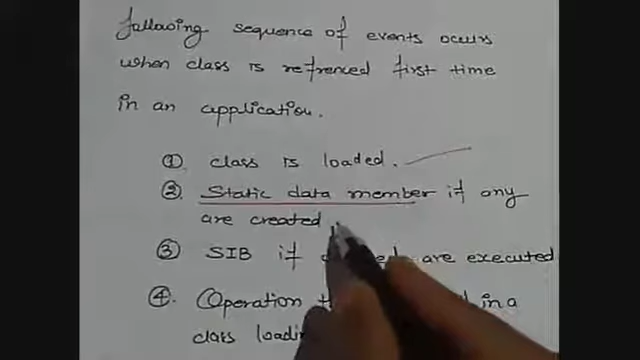 following sequence of events occurs
when class is refrenced first time
in an application.
① class is loaded.
② Static data member if any
are created
③ SIB if are executed
④. Operation in a
class